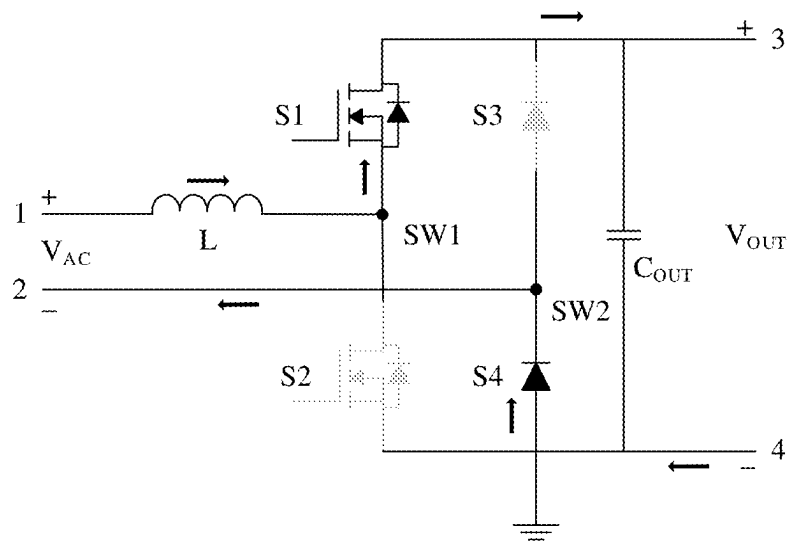 + 3
S1 S3
1 +
L SW1
V_AC V_OUT
C_OUT
2
− SW2
S2 S4
− 4